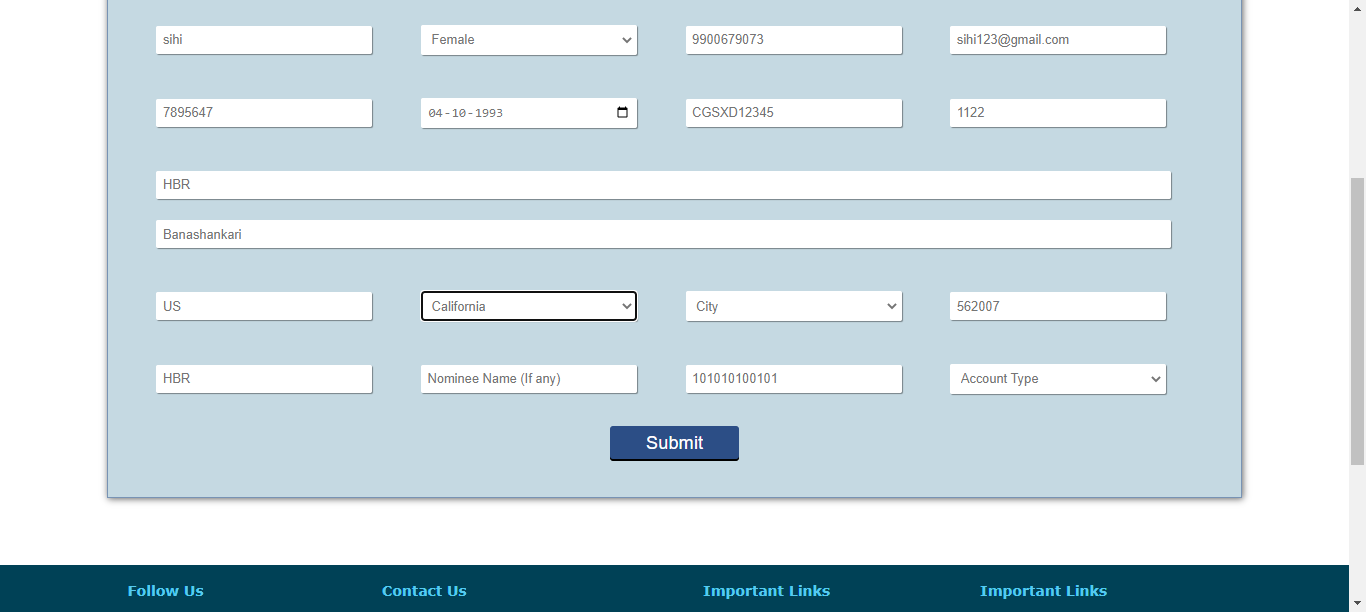 sihi Female 9900679073 sihi123@gmail.com
7895647 04-10-1993 CGSXD12345 1122
HBR
Banashankari
US California City 562007
HBR Nominee Name (If any) 101010100101 Account Type
Submit
Follow Us Contact Us Important Links Important Links